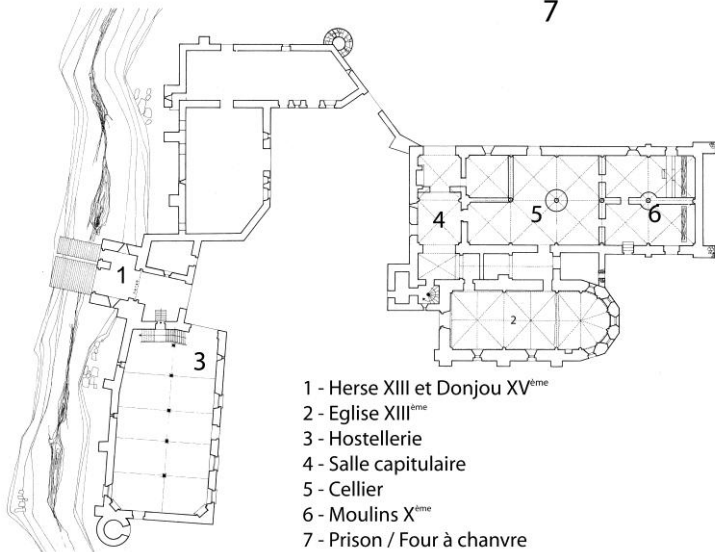 7
1
2
3
4
5
6
1 - Herse XIII et Donjou XVème
2 - Eglise XIIIème
3 - Hostellerie
4 - Salle capitulaire
5 - Cellier
6 - Moulins Xème
7 - Prison / Four à chanvre